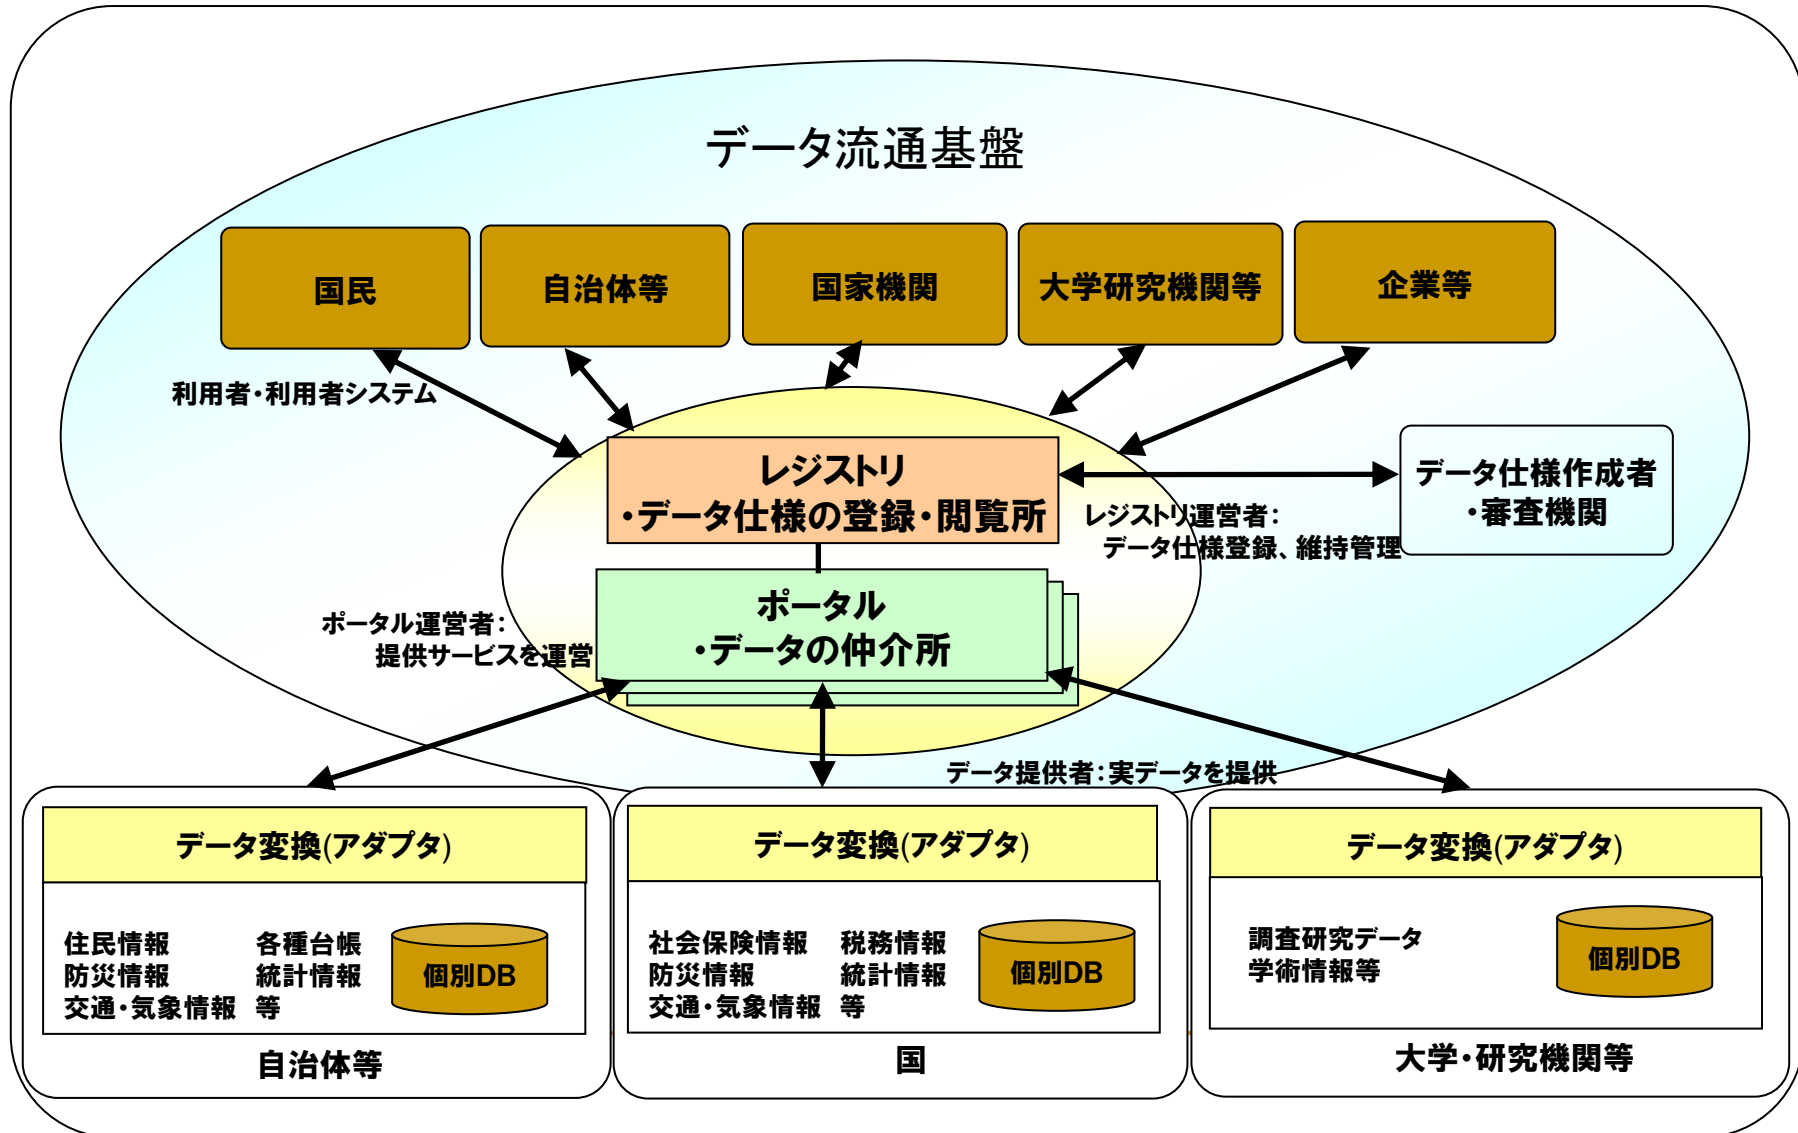 データ流通基盤
国民
自治体等
国家機関
大学研究機関等
企業等
利用者・利用者システム
レジストリ
・データ仕様の登録・閲覧所
データ仕様作成者
・審査機関
レジストリ運営者：
データ仕様登録、維持管理
ポータル
・データの仲介所
ポータル運営者：
提供サービスを運営
データ提供者：実データを提供
データ変換(アダプタ)
住民情報 各種台帳
防災情報 統計情報
交通・気象情報 等
個別DB
自治体等
データ変換(アダプタ)
社会保険情報 税務情報
防災情報 統計情報
交通・気象情報 等
個別DB
国
データ変換(アダプタ)
調査研究データ
学術情報等
個別DB
大学・研究機関等